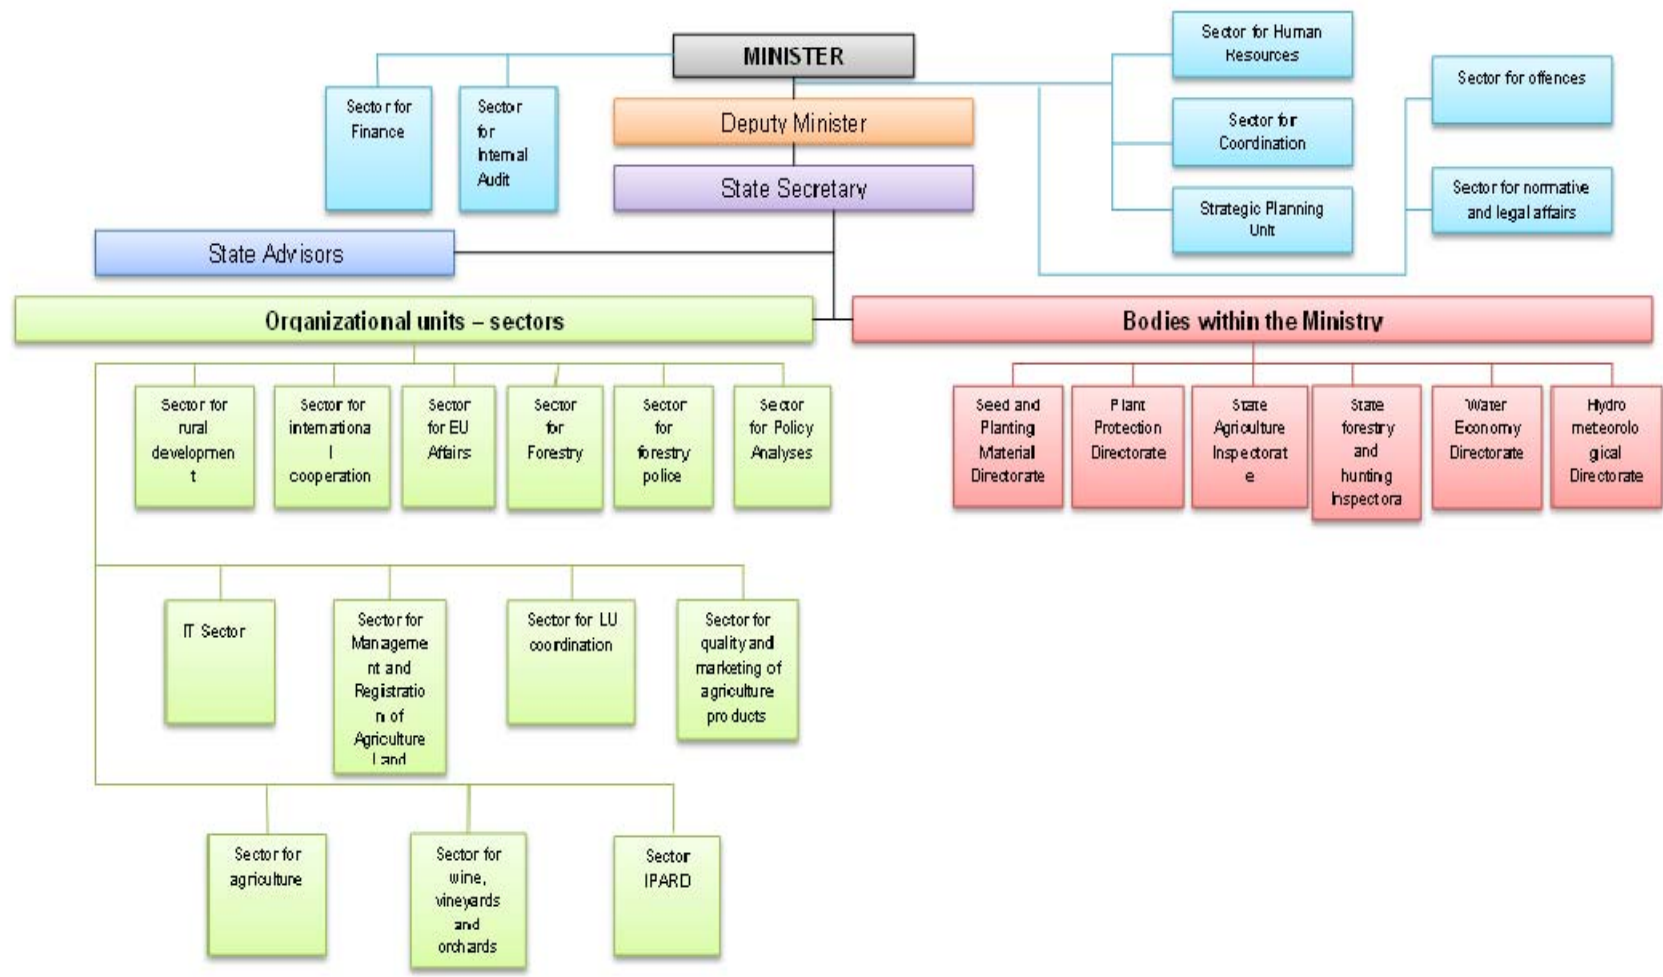 MINISTER
Sector for
Finance
Sector
for
Internal
Audit
Deputy Minister
State Secretary
Sector for Human
Resources
Sector for
Coordination
Strategic Planning
Unit
Sector for offences
Sector for normative
and legal affairs
State Advisors
Organizational units – sectors
Bodies within the Ministry
Sector for
rural
developmen
t
Sector for
internationa
l
cooperation
Sector
for EU
Affairs
Sector
for
Forestry
Sector
for
forestry
police
Sector
for Policy
Analyses
Seed and
Planting
Material
Directorate
Plant
Protection
Directorate
State
Agriculture
Inspectorat
e
State
forestry
and
hunting
Inspectora
Water
Economy
Directorate
Hydro
meteorolo
gical
Directorate
IT Sector
Sector for
Manageme
nt and
Registratio
n of
Agriculture
Land
Sector for LU
coordination
Sector for
quality and
marketing of
agriculture
products
Sector for
agriculture
Sector for
wine,
vineyards
and
orchards
Sector
IPARD